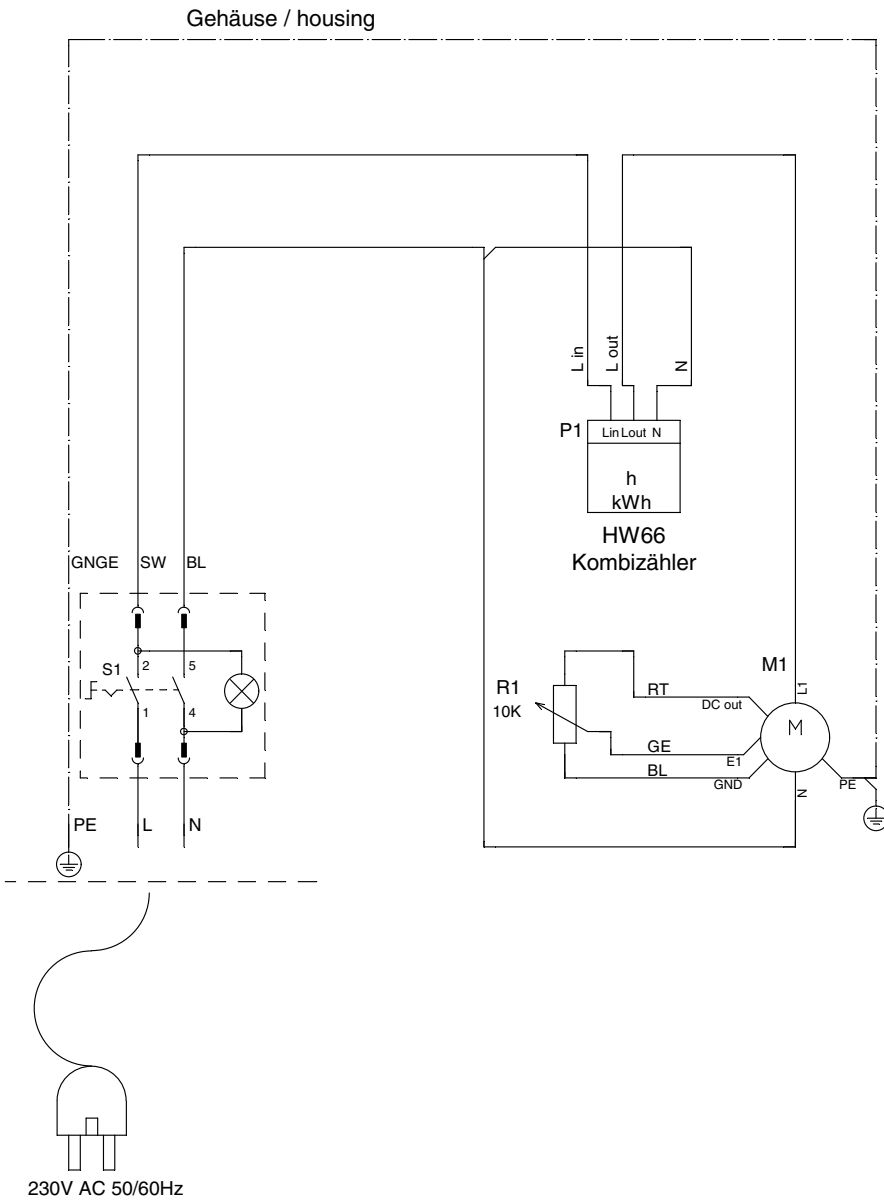 Gehäuse / housing
L in
L out
N
P1
Lin Lout N
h
kWh
HW66
Kombizähler
GNGE SW BL
S1
2
5
1
4
M1
R1
10K
RT
DC out
L1
M
GE
E1
BL
GND
N
PE
PE L N
230V AC 50/60Hz